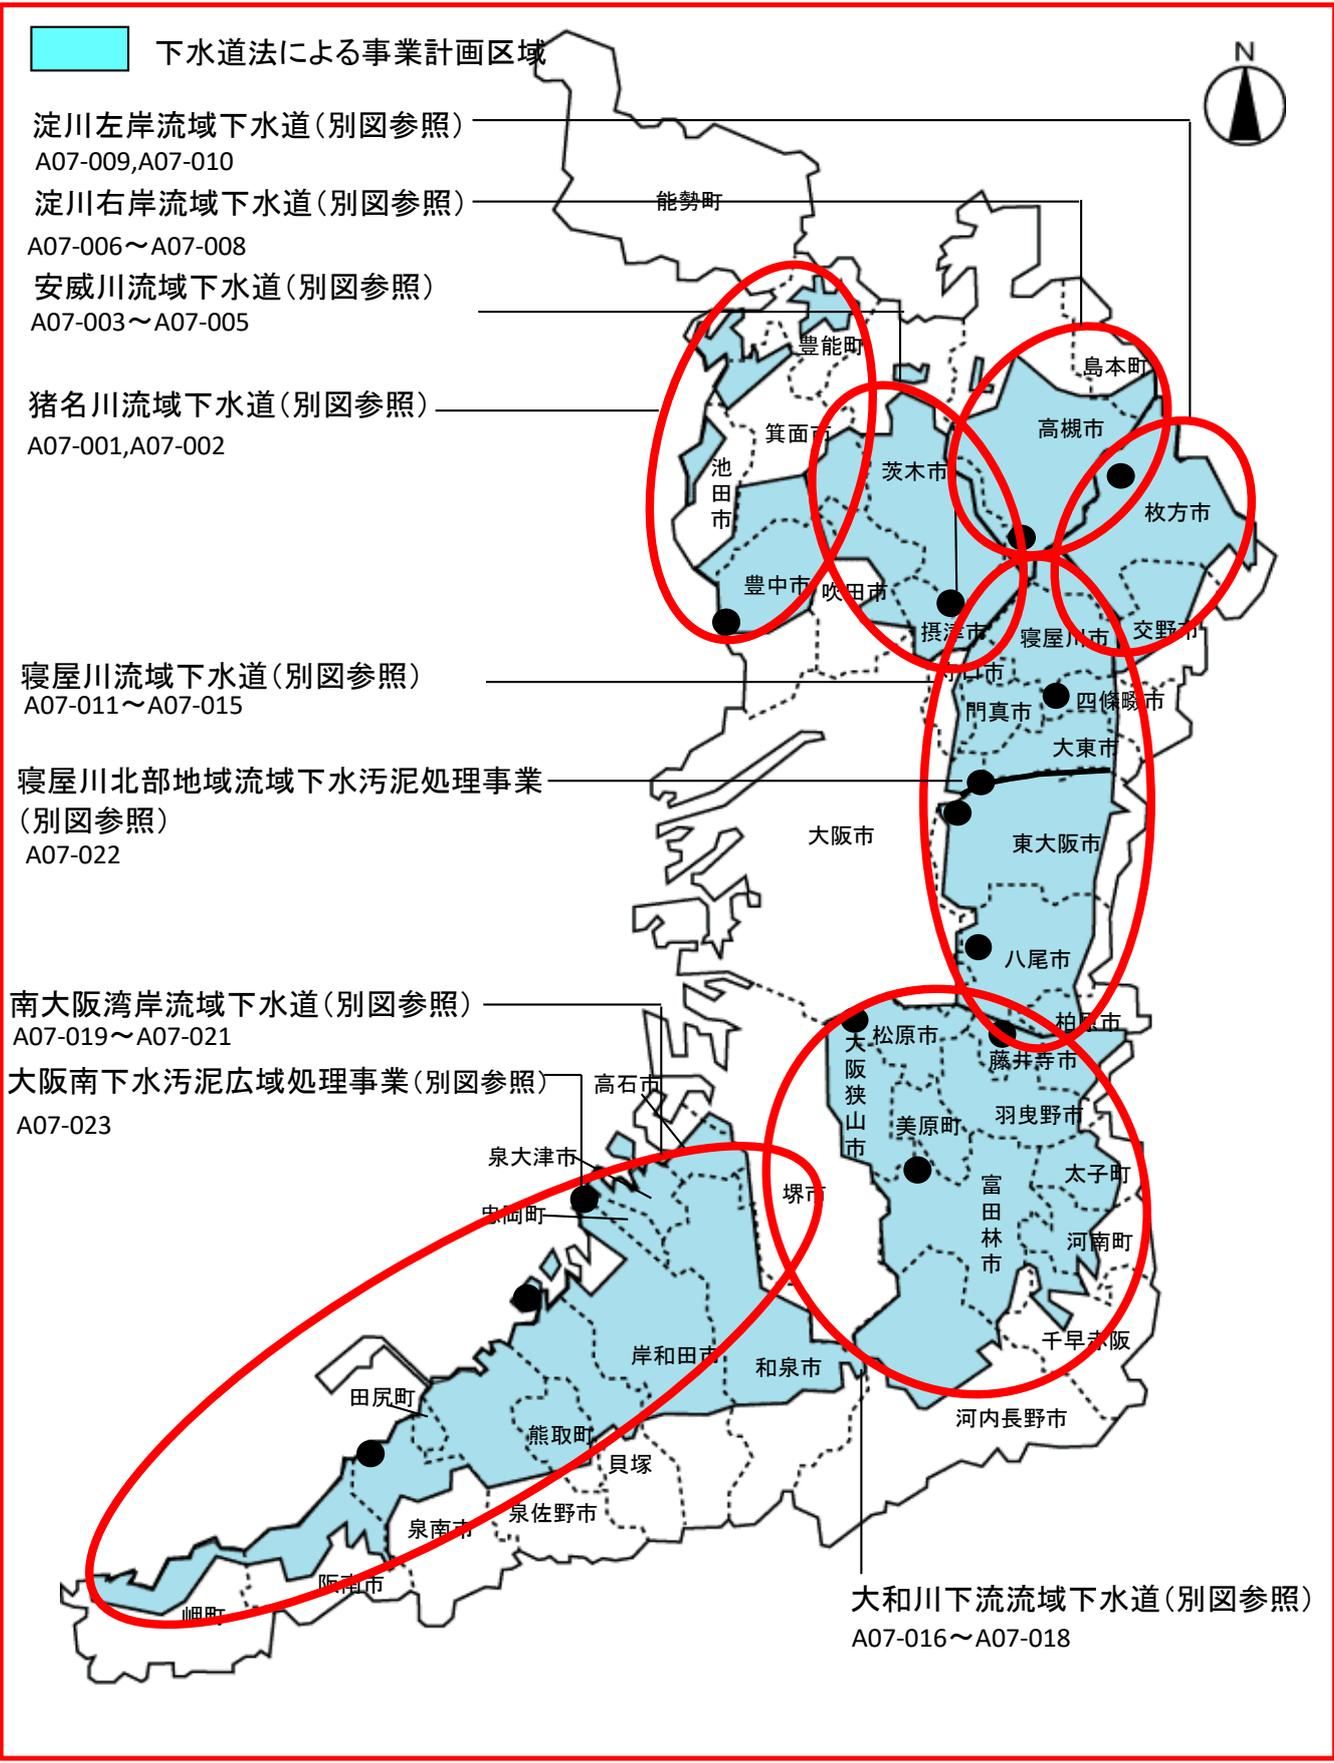 下水道法による事業計画区域
N
淀川左岸流域下水道（別図参照）
A07-009,A07-010
淀川右岸流域下水道（別図参照）
A07-006～A07-008
安威川流域下水道（別図参照）
A07-003～A07-005
猪名川流域下水道（別図参照）
A07-001,A07-002
寝屋川流域下水道（別図参照）
A07-011～A07-015
寝屋川北部地域流域下水汚泥処理事業
（別図参照）
A07-022
南大阪湾岸流域下水道（別図参照）
A07-019～A07-021
大阪南下水汚泥広域処理事業（別図参照）
A07-023
大和川下流流域下水道（別図参照）
A07-016～A07-018
能勢町
豊能町
島本町
高槻市
箕面市
茨木市
池田市
枚方市
豊中市
吹田市
摂津市
寝屋川市
交野市
守口市
門真市
四條畷市
大東市
大阪市
東大阪市
八尾市
柏原市
松原市
藤井寺市
大阪狭山市
高石市
美原町
羽曳野市
泉大津市
太子町
堺市
富田林市
忠岡町
河南町
千早赤阪
岸和田市
和泉市
田尻町
河内長野市
熊取町
貝塚
泉佐野市
泉南市
阪南市
岬町